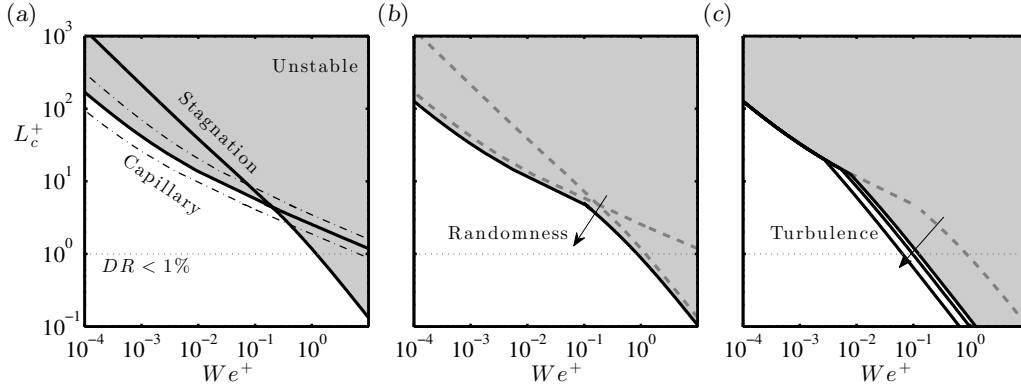 (a) (b) (c)
10^3
10^2
10^1
10^0
10^{-1}
L_c^+
Unstable
Stagnation
Capillary
DR < 1%
10^{-4} 10^{-3} 10^{-2} 10^{-1} 10^0
We^+
Randomness
10^{-4} 10^{-3} 10^{-2} 10^{-1} 10^0
We^+
Turbulence
10^{-4} 10^{-3} 10^{-2} 10^{-1} 10^0
We^+